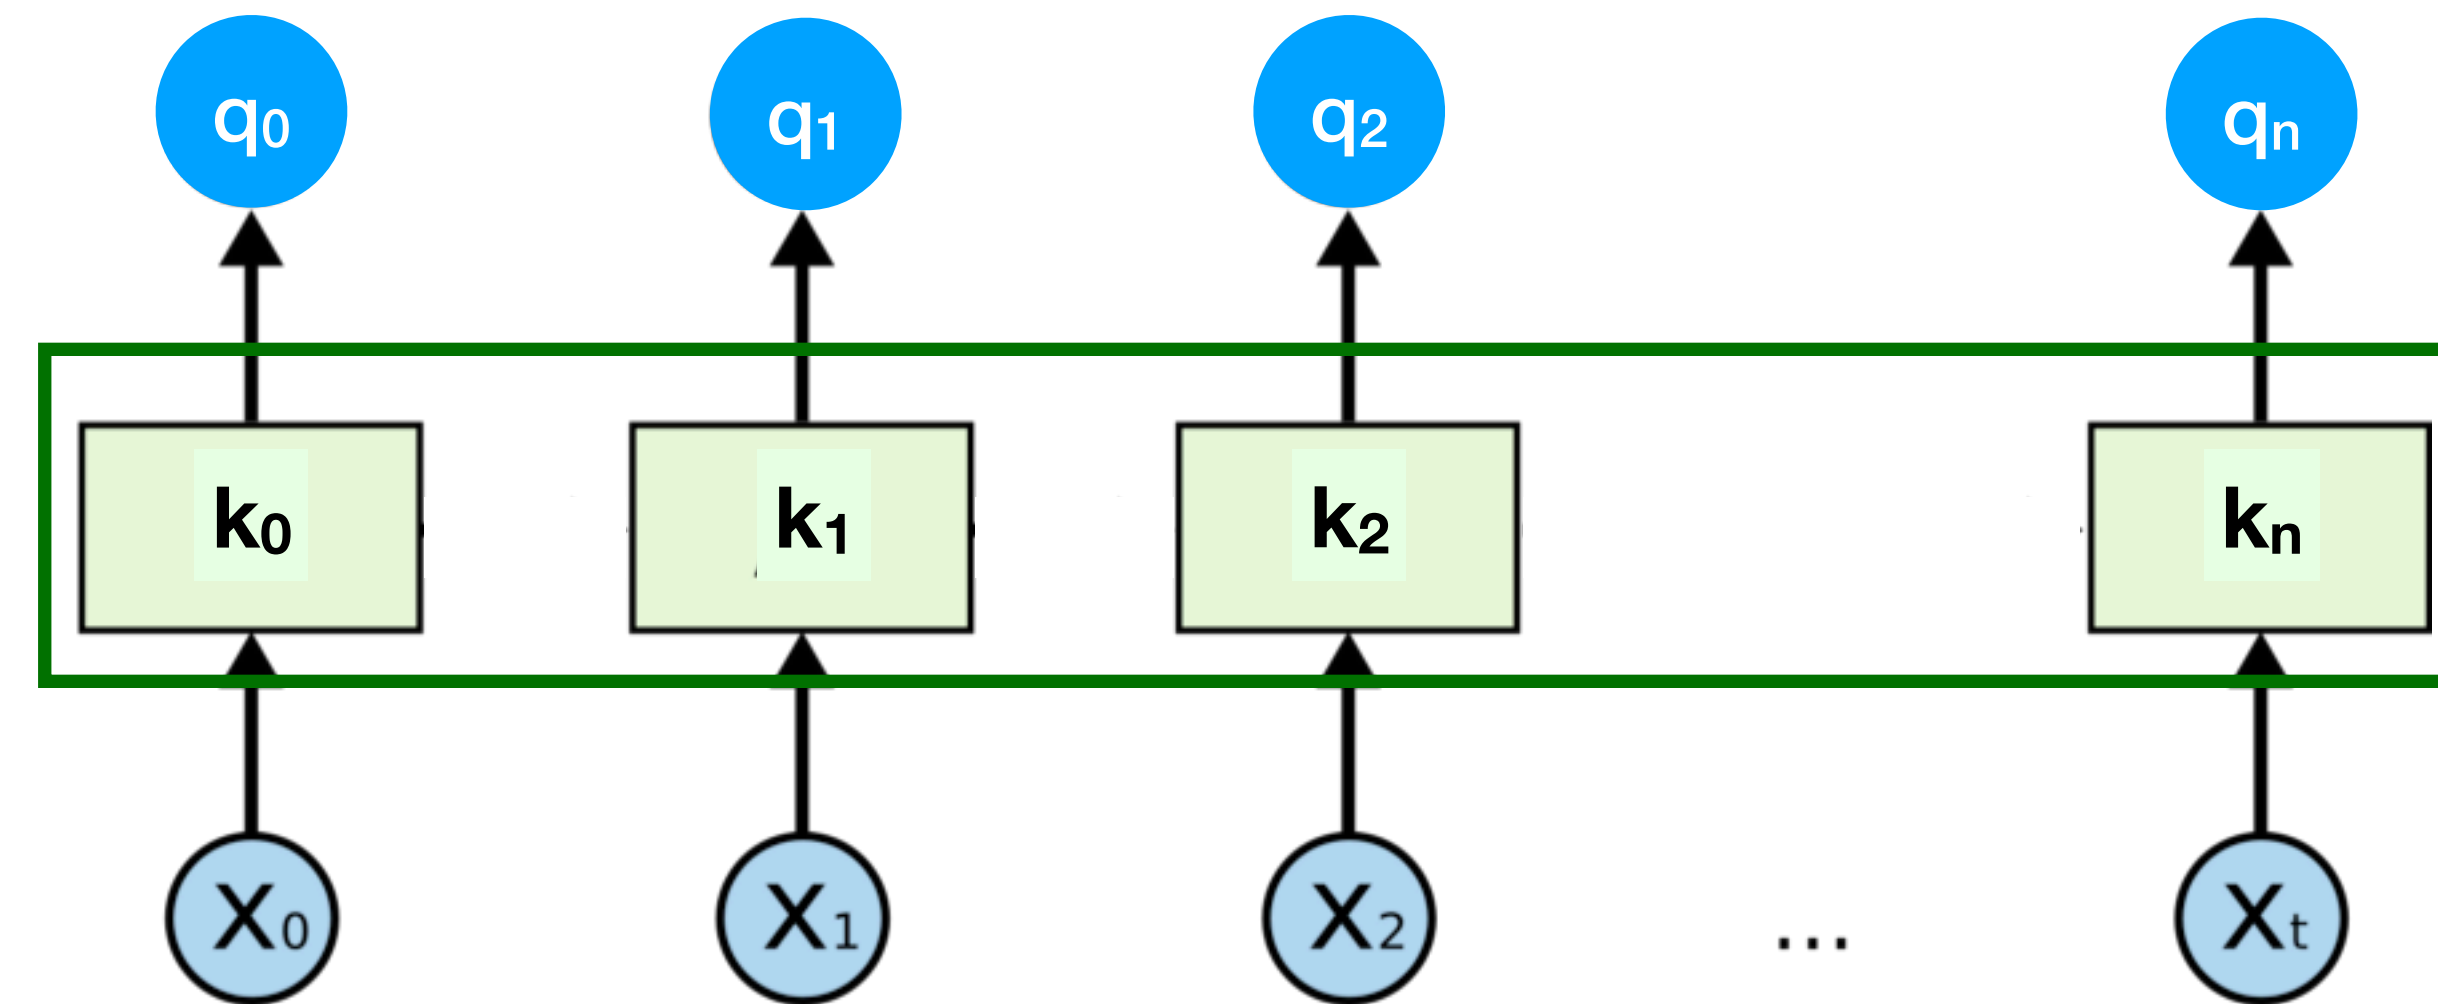 q₀ q₁ q₂ qₙ
k₀ k₁ k₂ kₙ
X₀ X₁ X₂ ... Xₜ